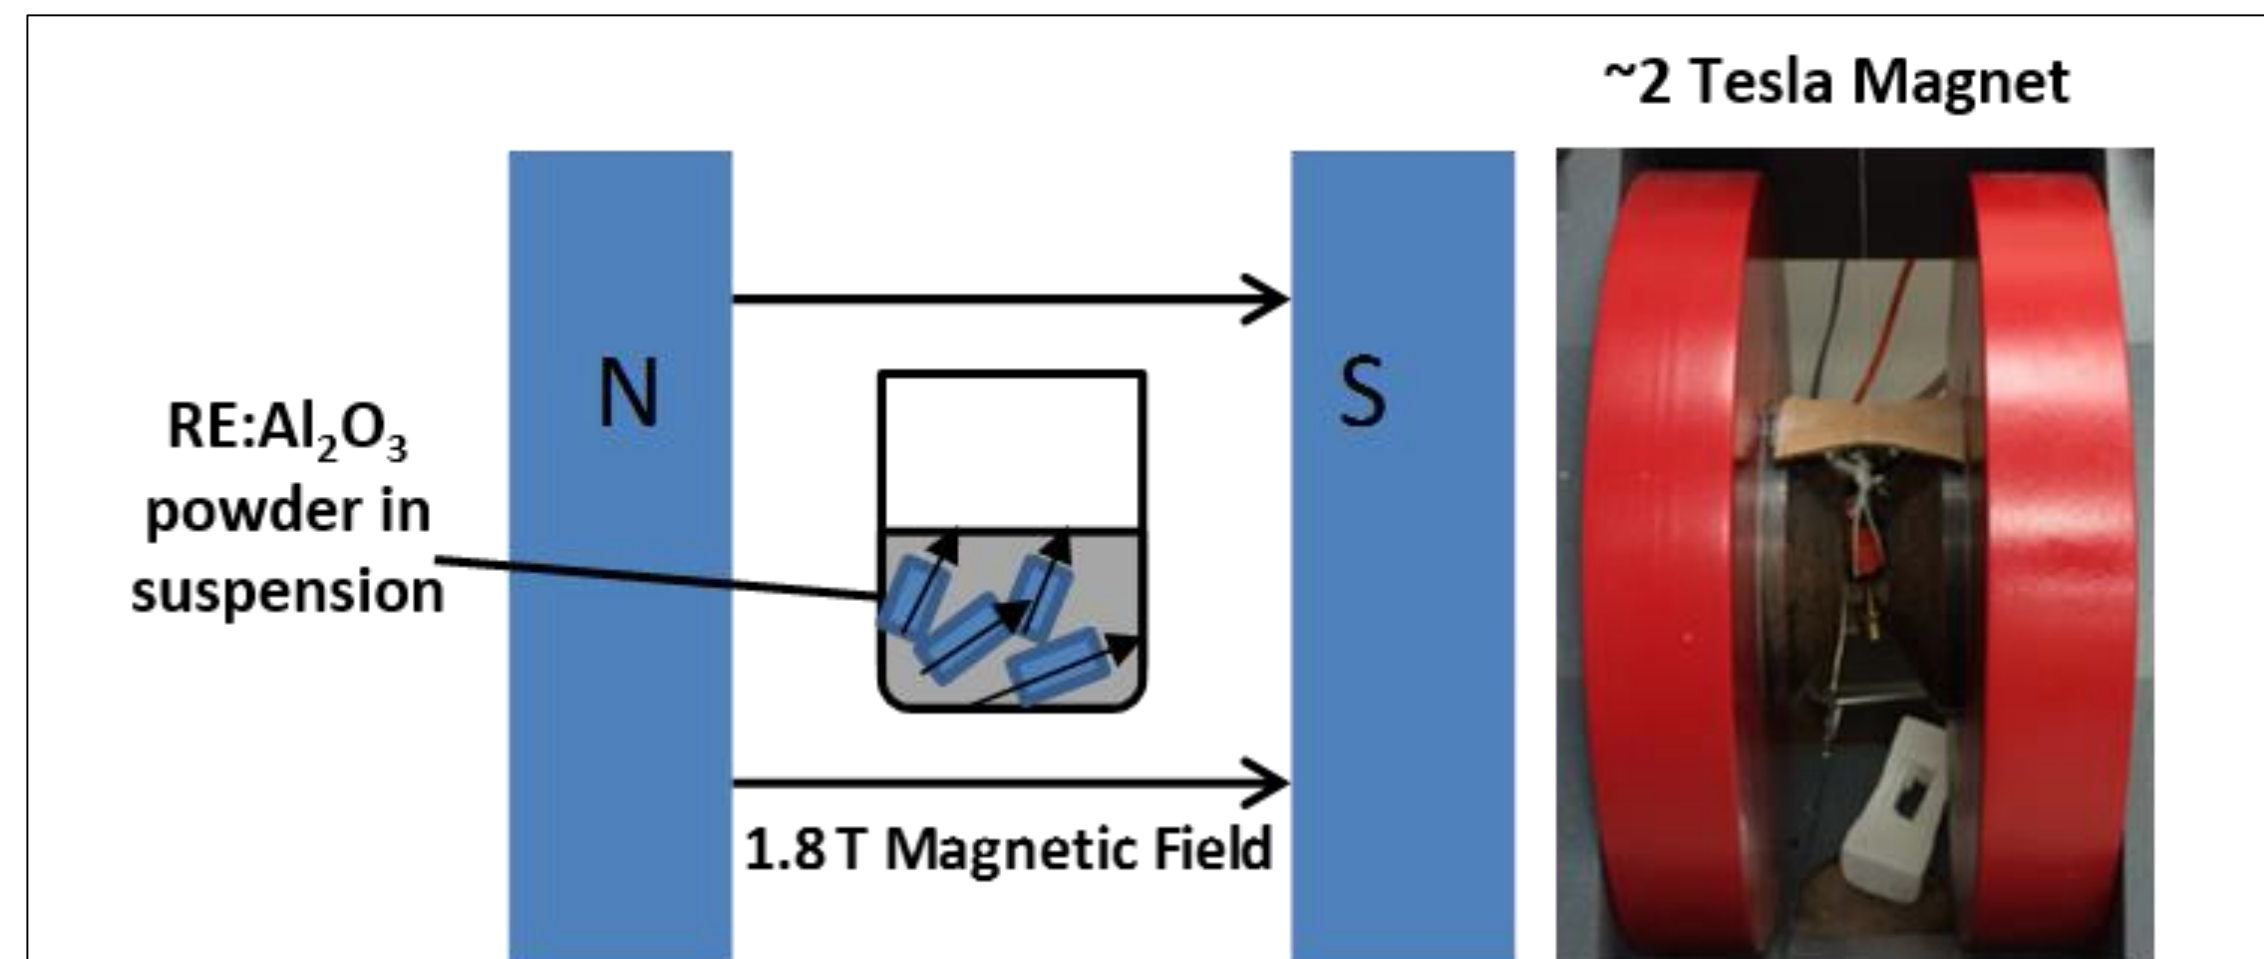 ~2 Tesla Magnet
N
S
RE:Al₂O₃
powder in
suspension
1.8 T Magnetic Field